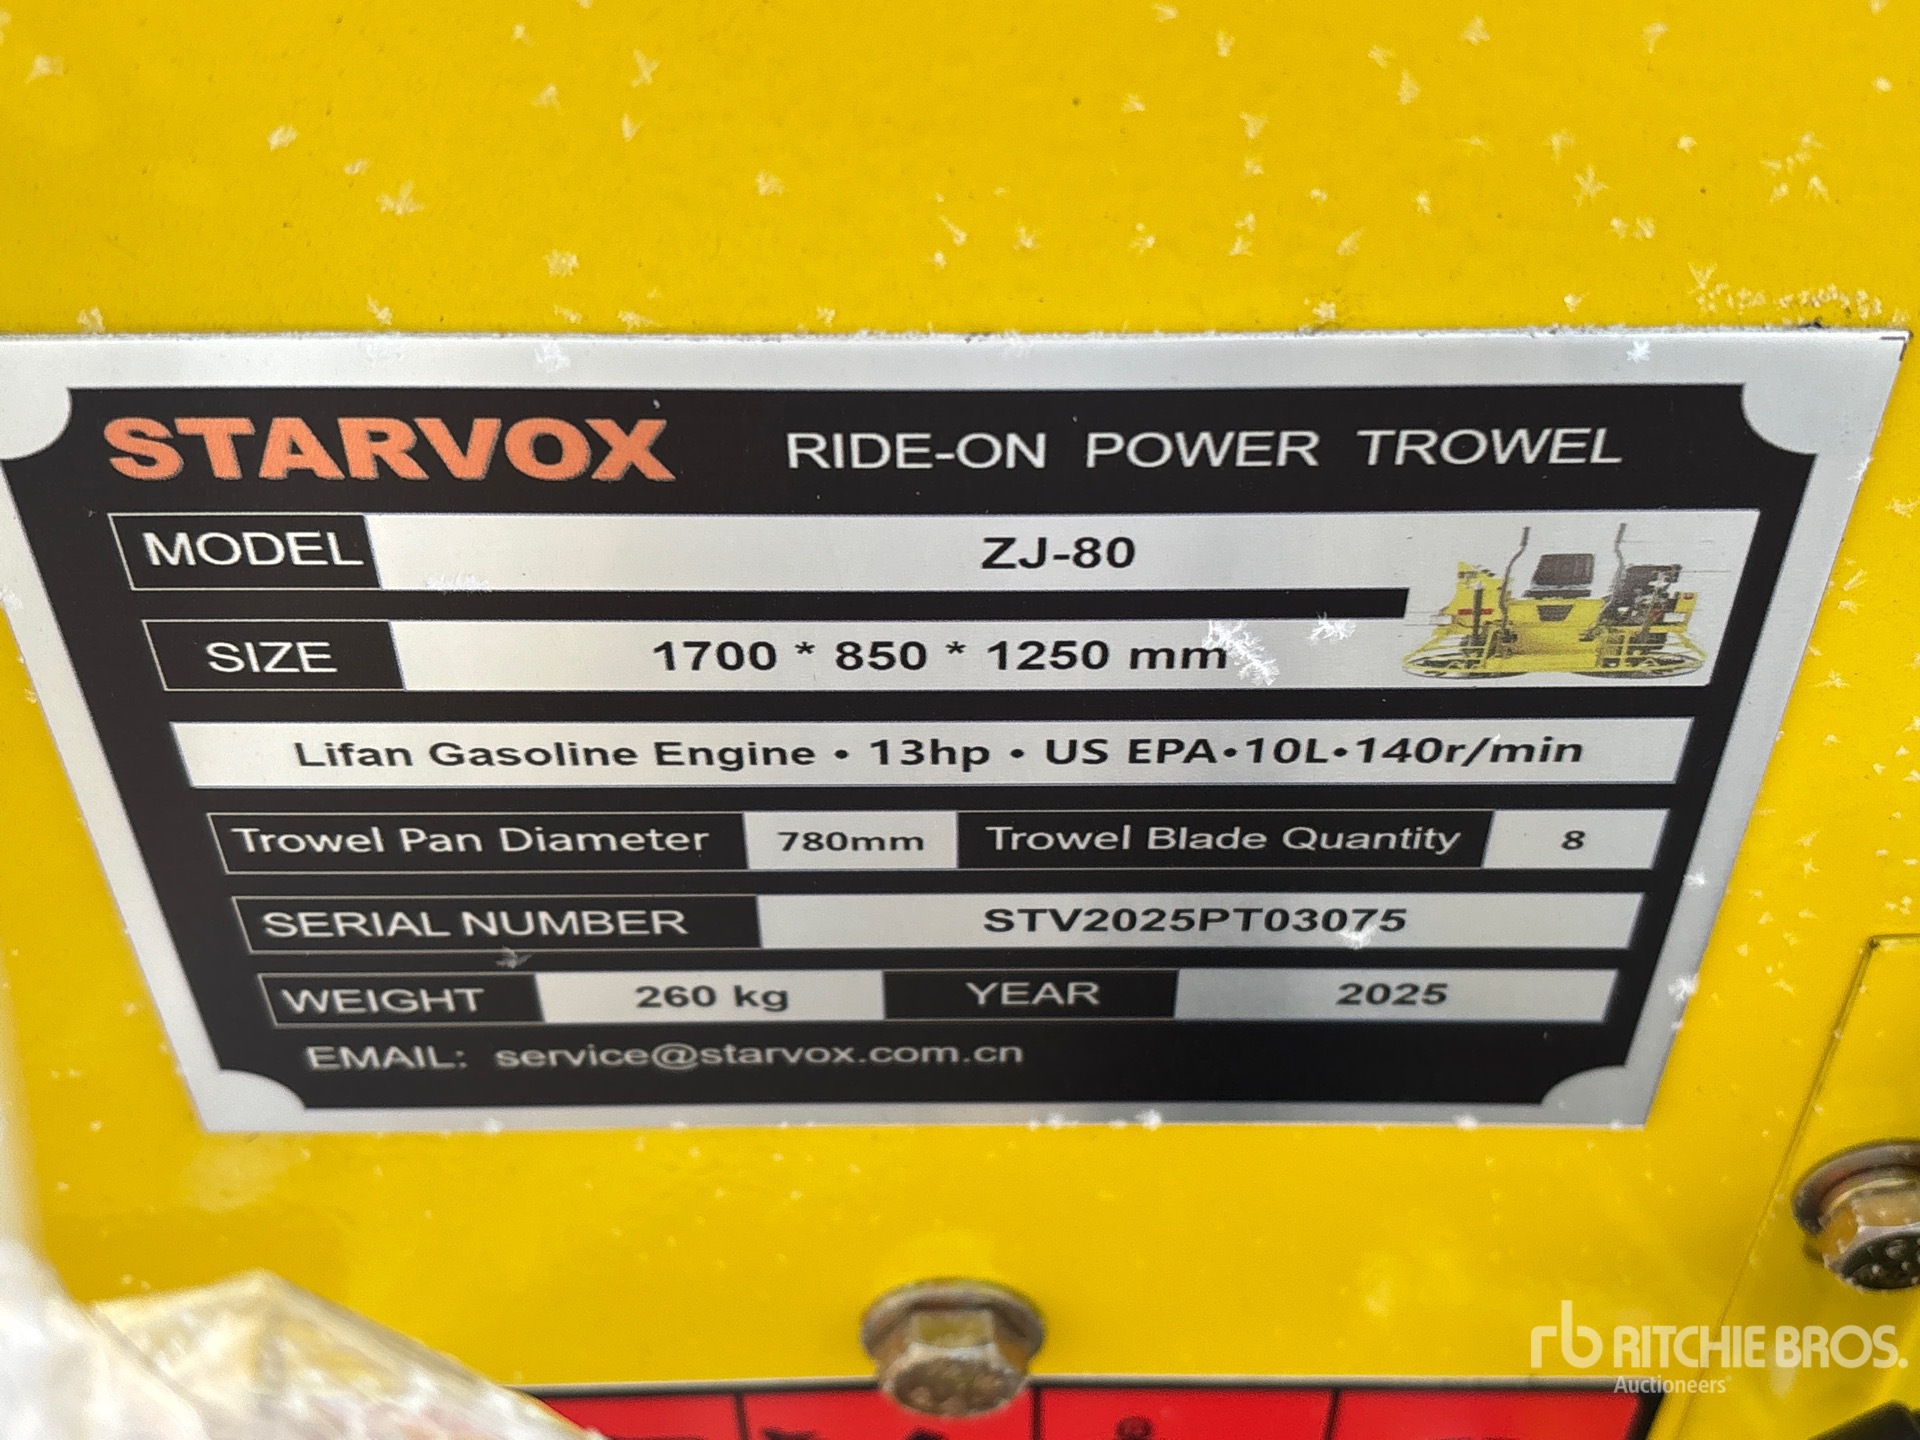 STARVOX RIDE-ON POWER TROWEL
MODEL ZJ-80
SIZE 1700 * 850 * 1250 mm
Lifan Gasoline Engine • 13hp • US EPA•10L•140r/min
Trowel Pan Diameter 780mm Trowel Blade Quantity 8
SERIAL NUMBER STV2025PT03075
WEIGHT 260 kg YEAR 2025
EMAIL: service@starvox.com.cn
rb RITCHIE BROS.
Auctioneers